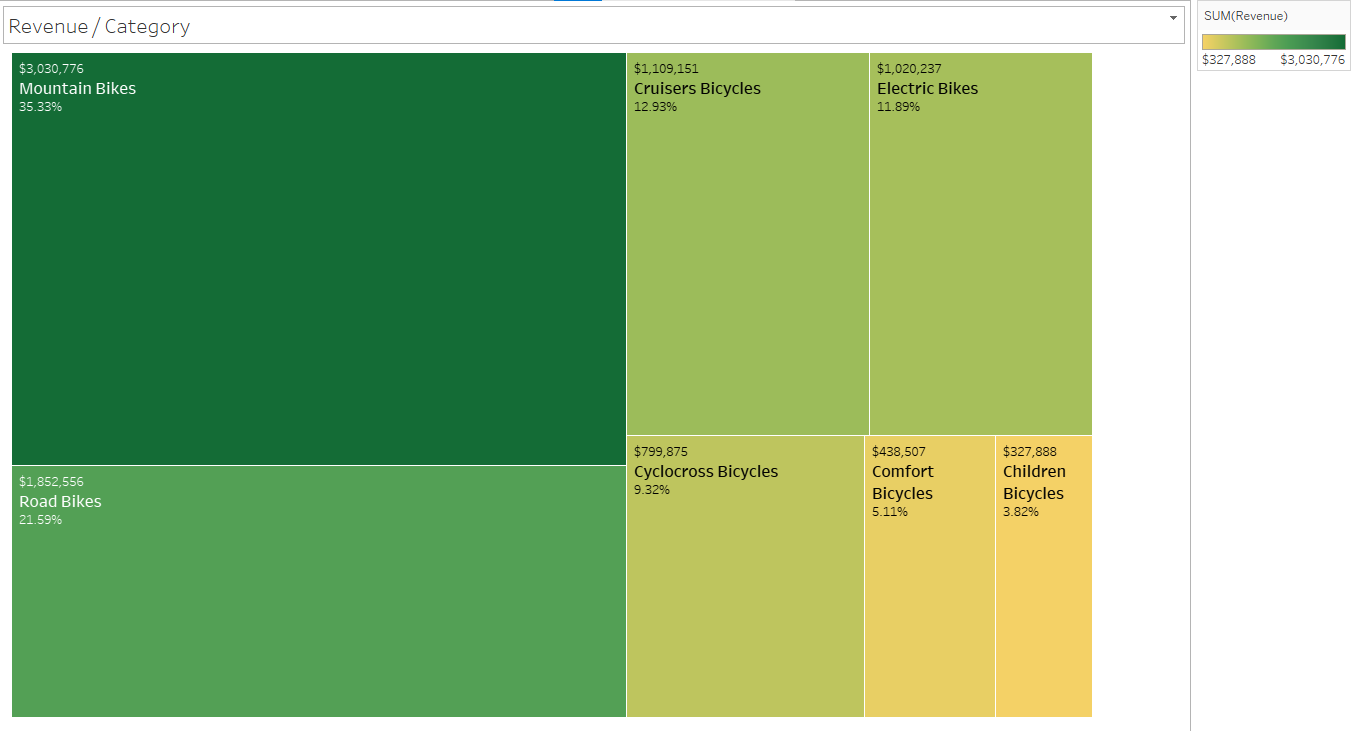 Revenue / Category
SUM(Revenue)
$327,888 $3,030,776
$3,030,776
Mountain Bikes
35.33%
$1,109,151
Cruisers Bicycles
12.93%
$1,020,237
Electric Bikes
11.89%
$1,852,556
Road Bikes
21.59%
$799,875
Cyclocross Bicycles
9.32%
$438,507
Comfort
Bicycles
5.11%
$327,888
Children
Bicycles
3.82%